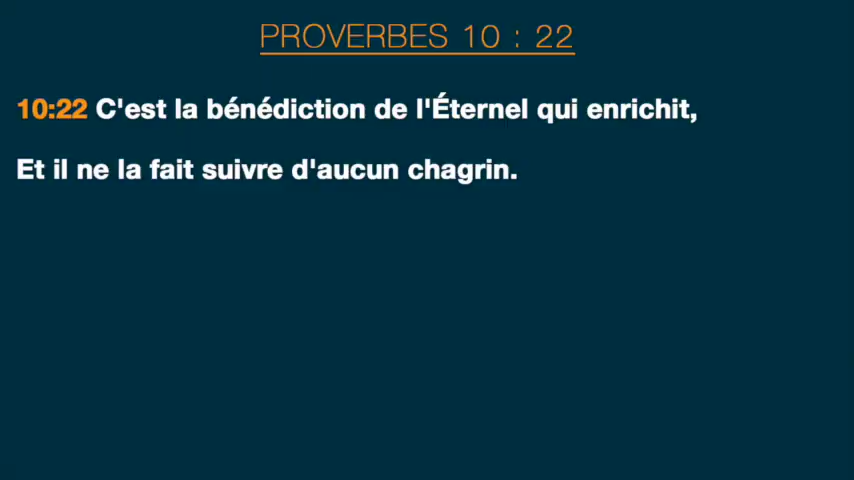 PROVERBES 10 : 22
10:22 C'est la bénédiction de l'Éternel qui enrichit,
Et il ne la fait suivre d'aucun chagrin.